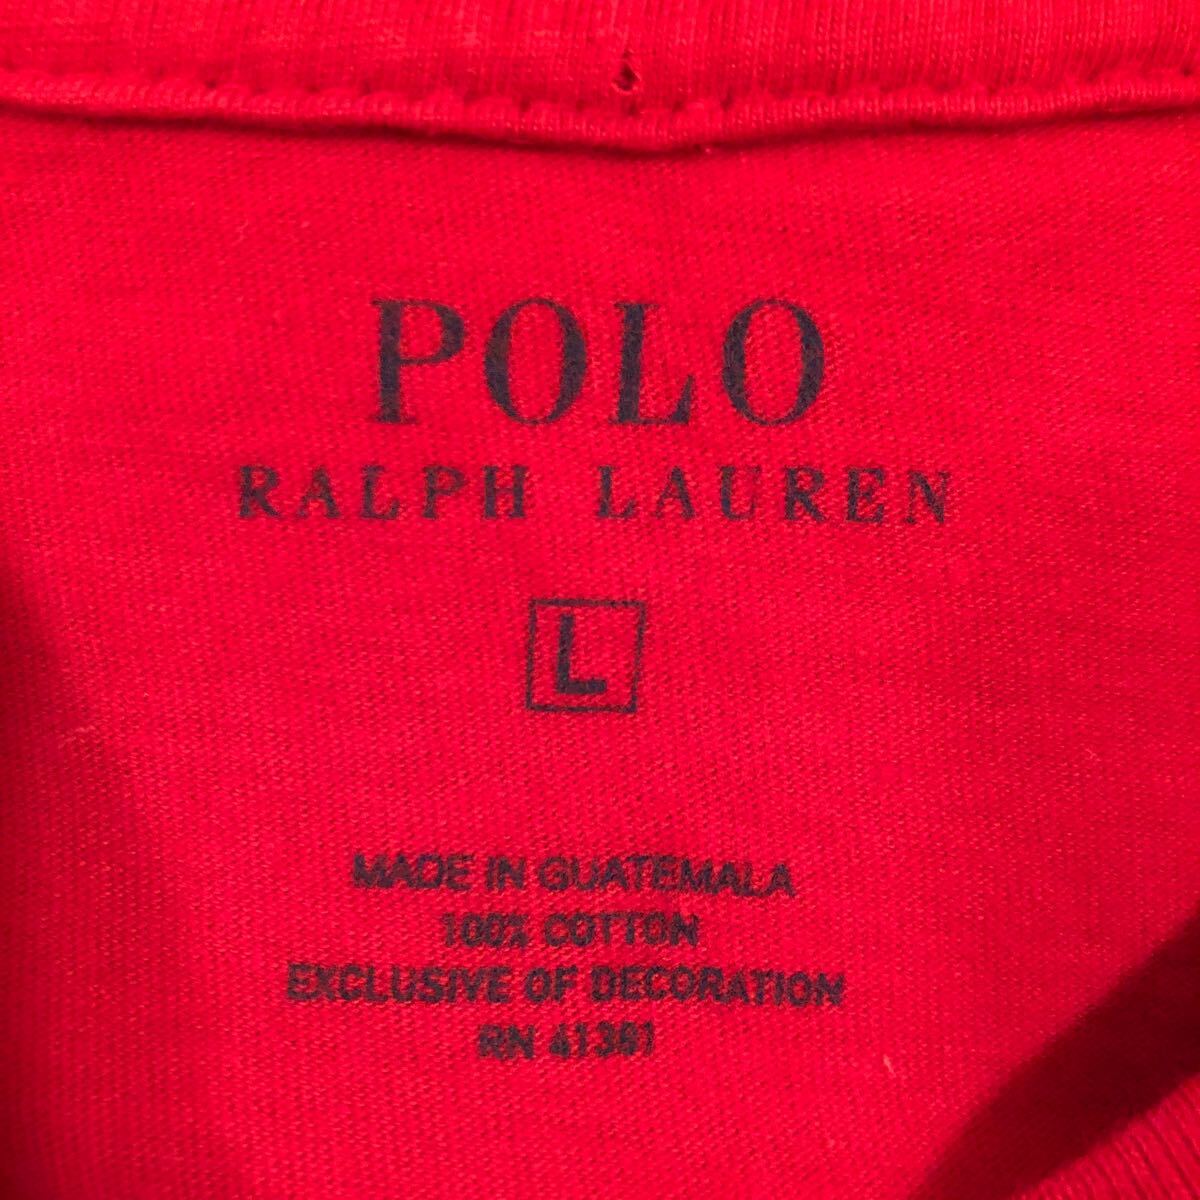 POLO
RALPH LAUREN
L
MADE IN GUATEMALA
100% COTTON
EXCLUSIVE OF DECORATION
RN 41381